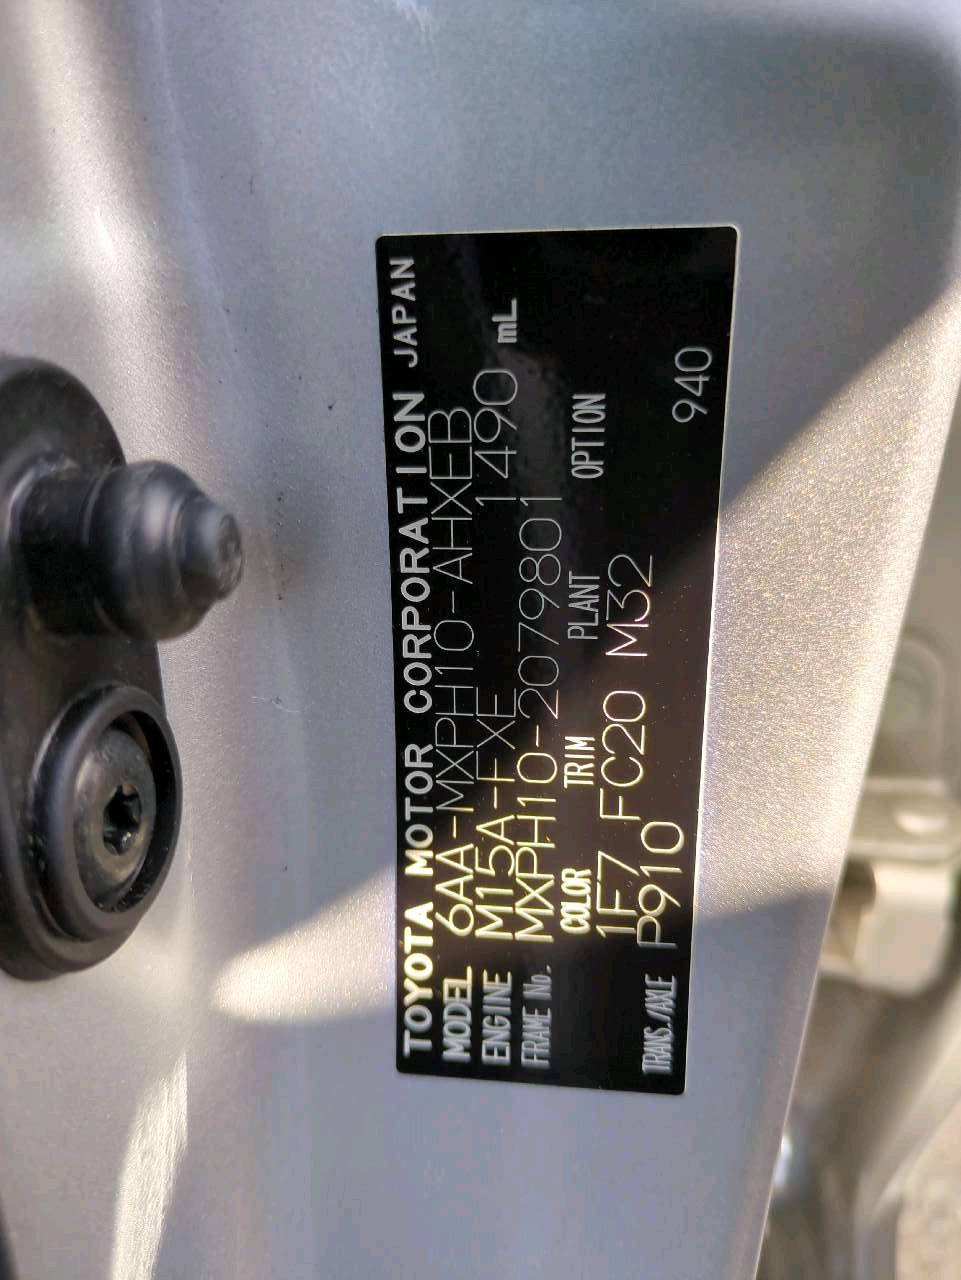 TOYOTA MOTOR CORPORATION JAPAN
MODEL 6AA-MXPH10-AHXEB
ENGINE M15A-FXE 1490 mL
FRAME No. MXPH10-2079801
COLOR TRIM PLANT OPTION
1F7 FC20 M32
TRANS./AXLE P910 940